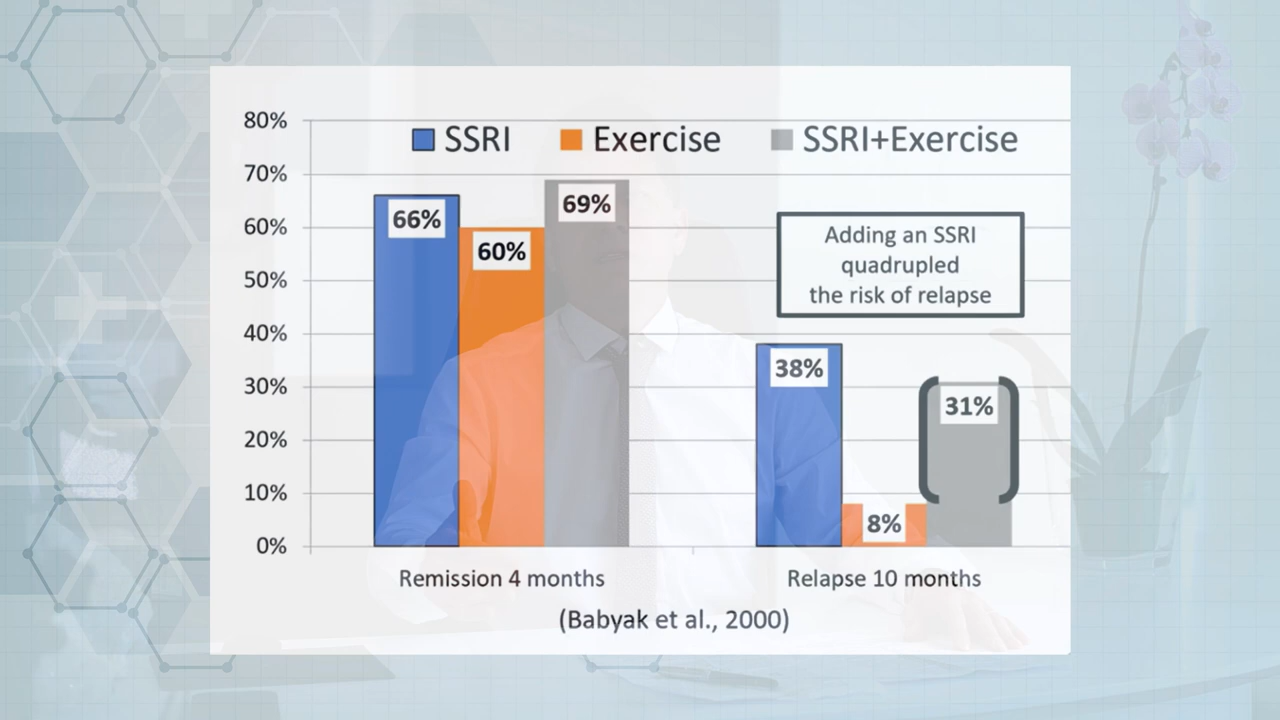 80%
70%
60%
50%
40%
30%
20%
10%
0%
SSRI Exercise SSRI+Exercise
66%
60%
69%
Adding an SSRI
quadrupled
the risk of relapse
38%
8%
31%
Remission 4 months Relapse 10 months
(Babyak et al., 2000)